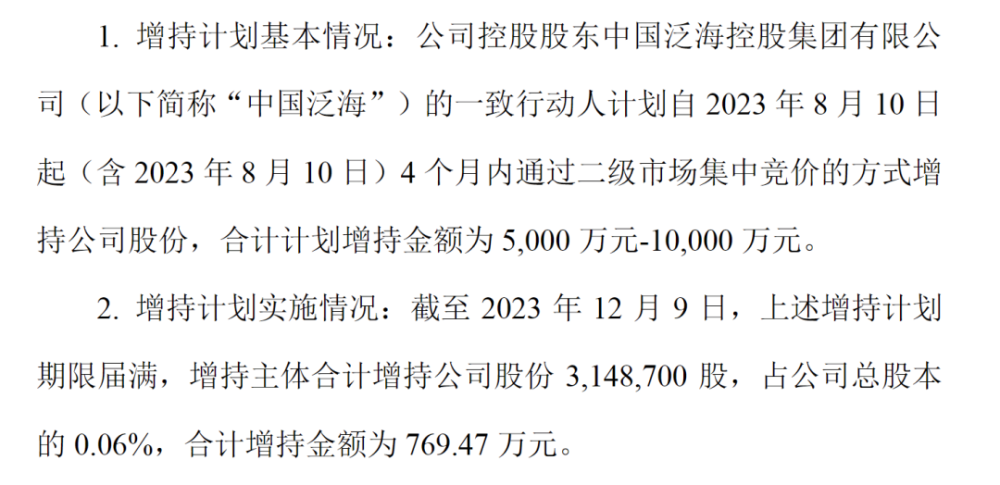 1. 增持计划基本情况：公司控股股东中国泛海控股集团有限公
司（以下简称“中国泛海”）的一致行动人计划自 2023 年 8 月 10 日
起（含 2023 年 8 月 10 日）4 个月内通过二级市场集中竞价的方式增
持公司股份，合计计划增持金额为 5,000 万元-10,000 万元。
2. 增持计划实施情况：截至 2023 年 12 月 9 日，上述增持计划
期限届满，增持主体合计增持公司股份 3,148,700 股，占公司总股本
的 0.06%，合计增持金额为 769.47 万元。